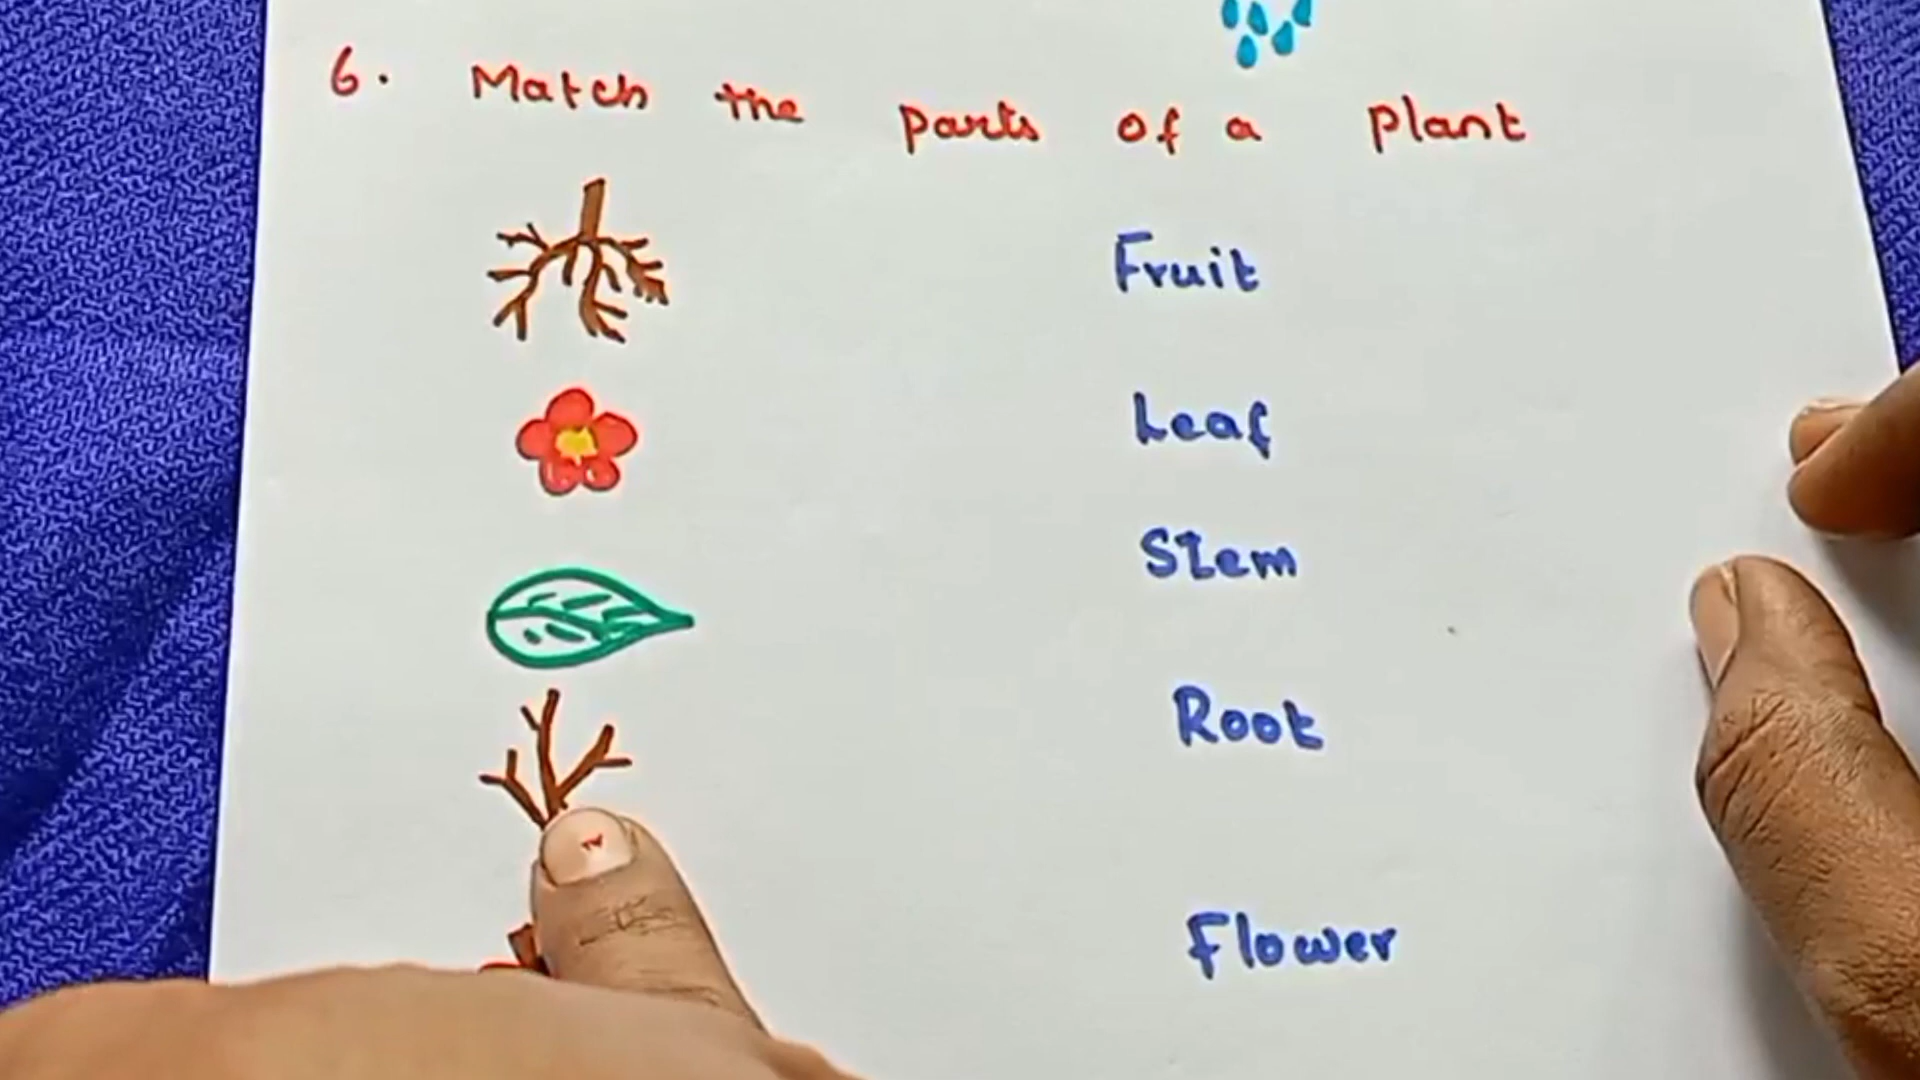 6. Match the parts of a plant
Fruit
Leaf
Stem
Root
Flower